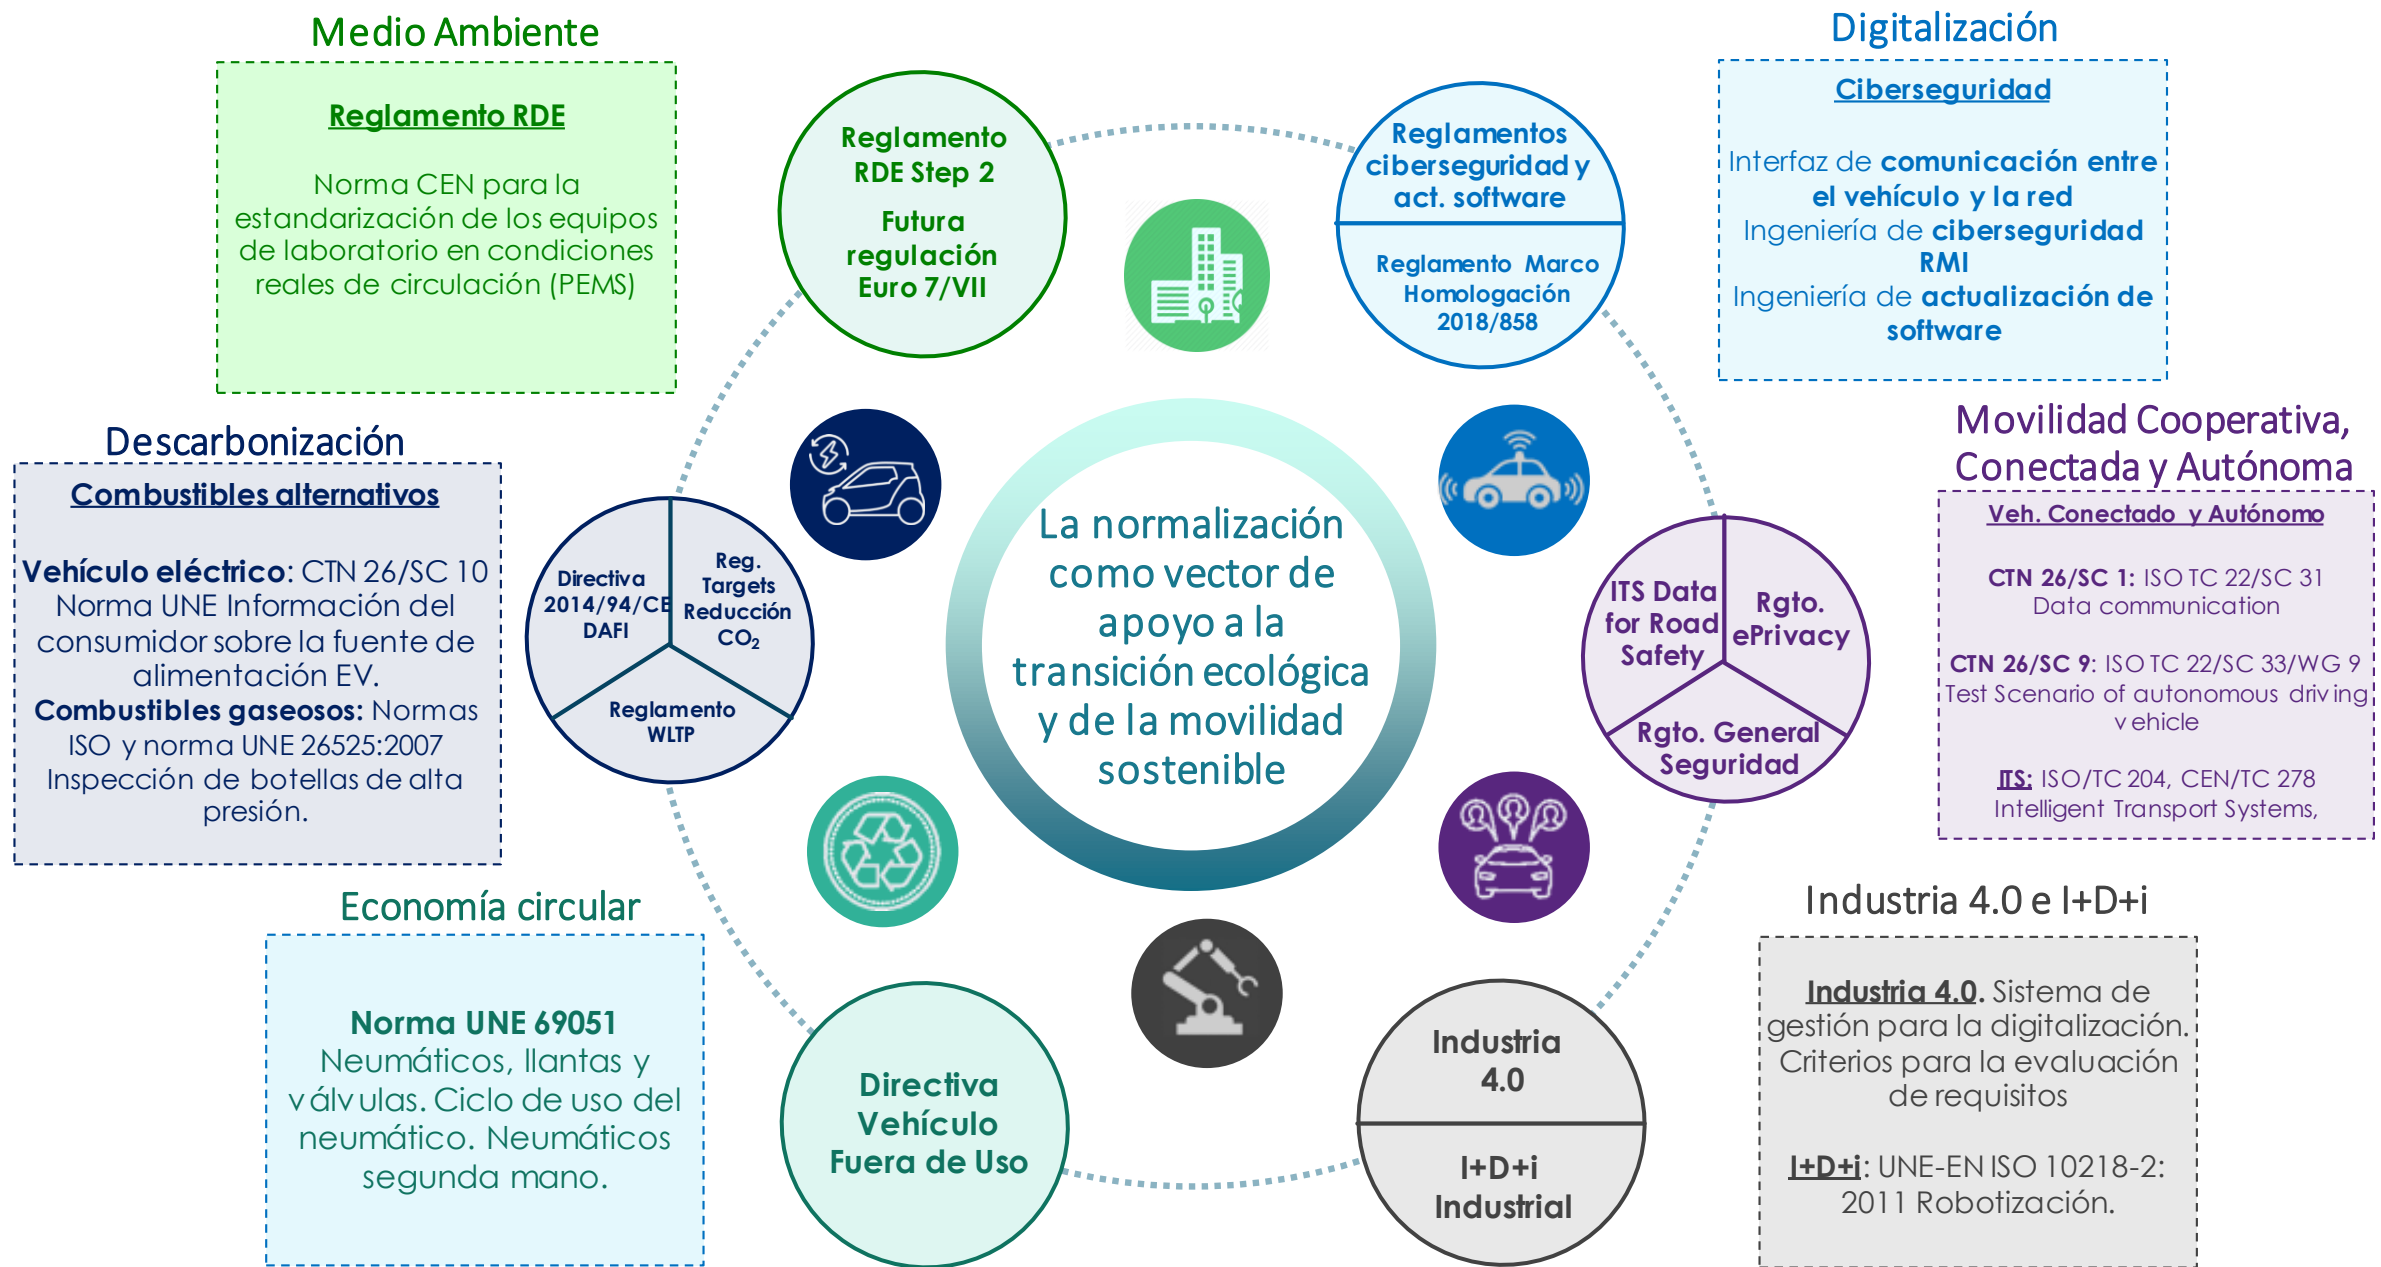 Medio Ambiente
Reglamento RDE
Norma CEN para la
estandarización de los equipos
de laboratorio en condiciones
reales de circulación (PEMS)
Reglamento
RDE Step 2
Futura
regulación
Euro 7/VII
Digitalización
Reglamentos
ciberseguridad y
act. software
Reglamento Marco
Homologación
2018/858
Ciberseguridad
Interfaz de comunicación entre
el vehículo y la red
Ingeniería de ciberseguridad
RMI
Ingeniería de actualización de
software
Descarbonización
Combustibles alternativos
Vehículo eléctrico: CTN 26/SC 10
Norma UNE Información del
consumidor sobre la fuente de
alimentación EV.
Combustibles gaseosos: Normas
ISO y norma UNE 26525:2007
Inspección de botellas de alta
presión.
Directiva
2014/94/CE
DAFI
Reg.
Targets
Reducción
CO₂
Reglamento
WLTP
La normalización
como vector de
apoyo a la
transición ecológica
y de la movilidad
sostenible
Movilidad Cooperativa,
Conectada y Autónoma
ITS Data
for Road
Safety
Rgto.
ePrivacy
Rgto. General
Seguridad
Veh. Conectado y Autónomo
CTN 26/SC 1: ISO TC 22/SC 31
Data communication
CTN 26/SC 9: ISO TC 22/SC 33/WG 9
Test Scenario of autonomous driving
vehicle
ITS: ISO/TC 204, CEN/TC 278
Intelligent Transport Systems,
Economía circular
Norma UNE 69051
Neumáticos, llantas y
válvulas. Ciclo de uso del
neumático. Neumáticos
segunda mano.
Directiva
Vehículo
Fuera de Uso
Industria 4.0 e I+D+i
Industria
4.0
I+D+i
Industrial
Industria 4.0. Sistema de
gestión para la digitalización.
Criterios para la evaluación
de requisitos
I+D+i: UNE-EN ISO 10218-2:
2011 Robotización.